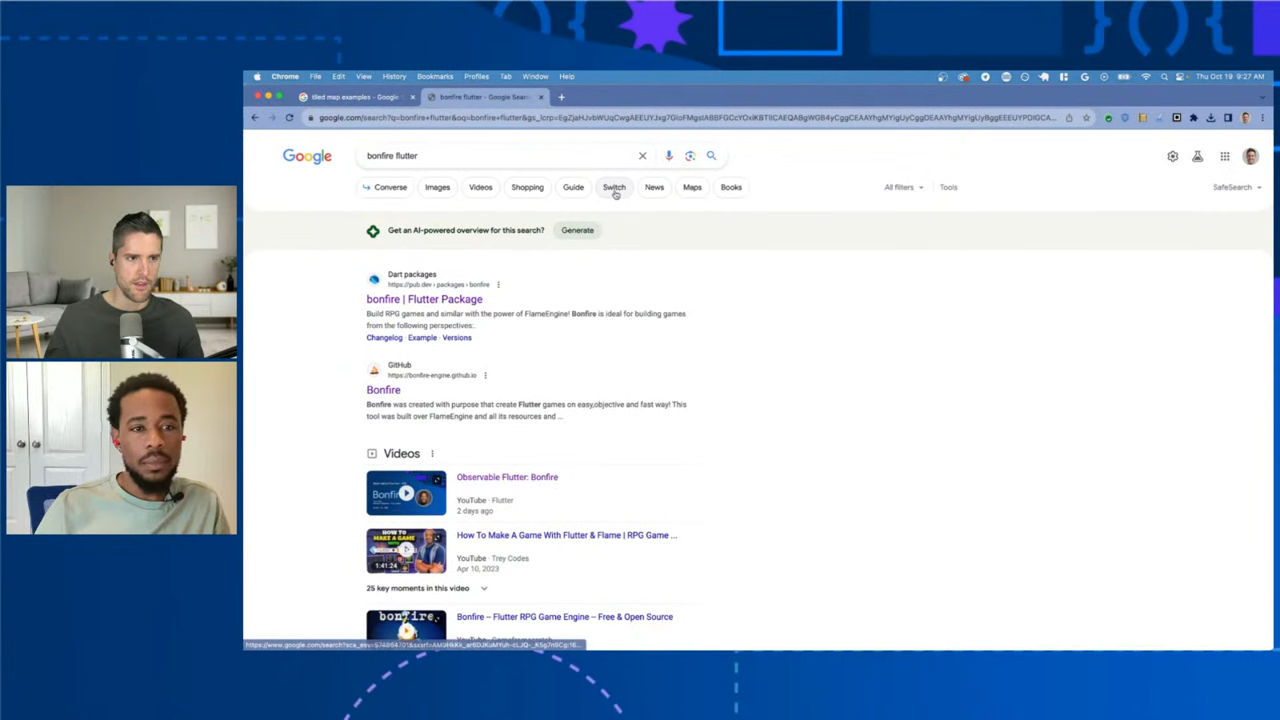 Chrome File Edit View History Bookmarks Profiles Tab Window Help Thu Oct 19 9:27 AM
tiled map examples - Google bonfire flutter - Google Sear
Google bonfire flutter
Converse Images Videos Shopping Guide Switch News Maps Books All filters Tools SafeSearch
Get an AI-powered overview for this search? Generate
Dart packages
https://pub.dev › packages › bonfire
bonfire | Flutter Package
Build RPG games and similar with the power of FlameEngine! Bonfire is ideal for building games
from the following perspectives:.
Changelog · Example · Versions
GitHub
https://bonfire-engine.github.io
Bonfire
Bonfire was created with purpose that create Flutter games on easy,objective and fast way! This
tool was built over FlameEngine and all its resources and ...
Videos
Observable Flutter: Bonfire
YouTube · Flutter
2 days ago
How To Make A Game With Flutter & Flame | RPG Game ...
YouTube · Trey Codes
Apr 10, 2023
1:41:24
25 key moments in this video
Bonfire – Flutter RPG Game Engine – Free & Open Source